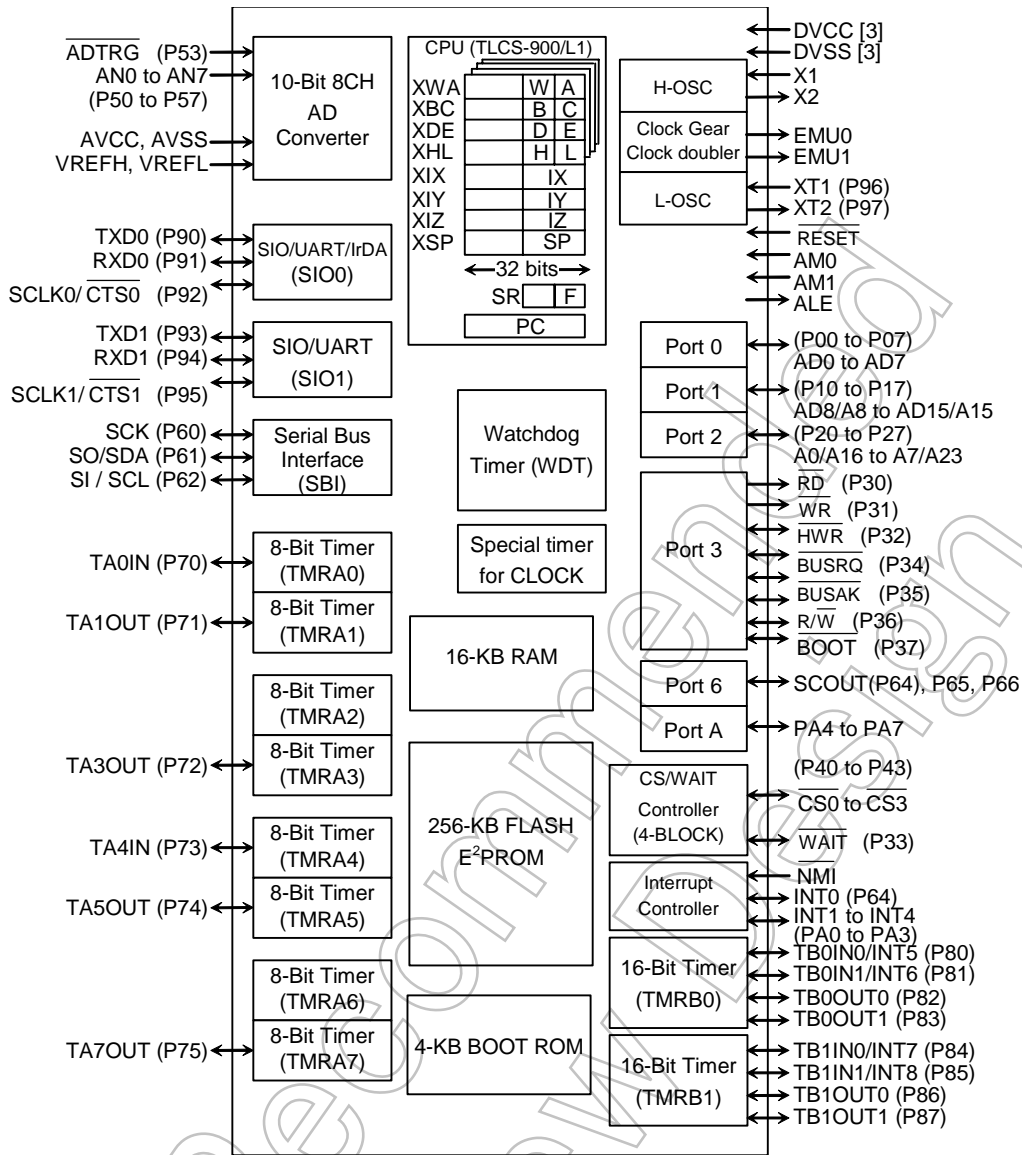 ADTRG (P53)
AN0 to AN7
(P50 to P57)
AVCC, AVSS
VREFH, VREFL
10-Bit 8CH
AD
Converter
TXD0 (P90)
RXD0 (P91)
SCLK0/ CTS0 (P92)
SIO/UART/IrDA
(SIO0)
TXD1 (P93)
RXD1 (P94)
SCLK1/ CTS1 (P95)
SIO/UART
(SIO1)
SCK (P60)
SO/SDA (P61)
SI / SCL (P62)
Serial Bus
Interface
(SBI)
TA0IN (P70)
8-Bit Timer
(TMRA0)
TA1OUT (P71)
8-Bit Timer
(TMRA1)
8-Bit Timer
(TMRA2)
TA3OUT (P72)
8-Bit Timer
(TMRA3)
TA4IN (P73)
8-Bit Timer
(TMRA4)
TA5OUT (P74)
8-Bit Timer
(TMRA5)
8-Bit Timer
(TMRA6)
TA7OUT (P75)
8-Bit Timer
(TMRA7)
CPU (TLCS-900/L1)
XWA W A
XBC B C
XDE D E
XHL H L
XIX IX
XIY IY
XIZ IZ
XSP SP
32 bits
SR F
PC
Watchdog
Timer (WDT)
Special timer
for CLOCK
16-KB RAM
256-KB FLASH
E²PROM
4-KB BOOT ROM
DVCC [3]
DVSS [3]
H-OSC
X1
X2
Clock Gear
Clock doubler
EMU0
EMU1
L-OSC
XT1 (P96)
XT2 (P97)
RESET
AM0
AM1
ALE
Port 0
(P00 to P07)
AD0 to AD7
Port 1
(P10 to P17)
AD8/A8 to AD15/A15
Port 2
(P20 to P27)
A0/A16 to A7/A23
Port 3
RD (P30)
WR (P31)
HWR (P32)
BUSRQ (P34)
BUSAK (P35)
R/W (P36)
BOOT (P37)
Port 6
SCOUT(P64), P65, P66
Port A
PA4 to PA7
CS/WAIT
Controller
(4-BLOCK)
(P40 to P43)
CS0 to CS3
WAIT (P33)
Interrupt
Controller
NMI
INT0 (P64)
INT1 to INT4
(PA0 to PA3)
16-Bit Timer
(TMRB0)
TB0IN0/INT5 (P80)
TB0IN1/INT6 (P81)
TB0OUT0 (P82)
TB0OUT1 (P83)
16-Bit Timer
(TMRB1)
TB1IN0/INT7 (P84)
TB1IN1/INT8 (P85)
TB1OUT0 (P86)
TB1OUT1 (P87)
Recommended
w Design